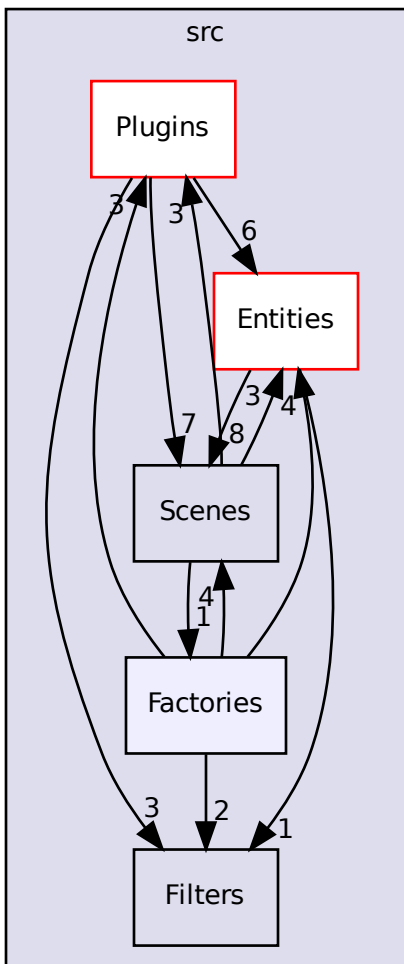 src
Plugins
3
3
6
Entities
3
4
7
8
Scenes
4
1
Factories
3
2
1
Filters